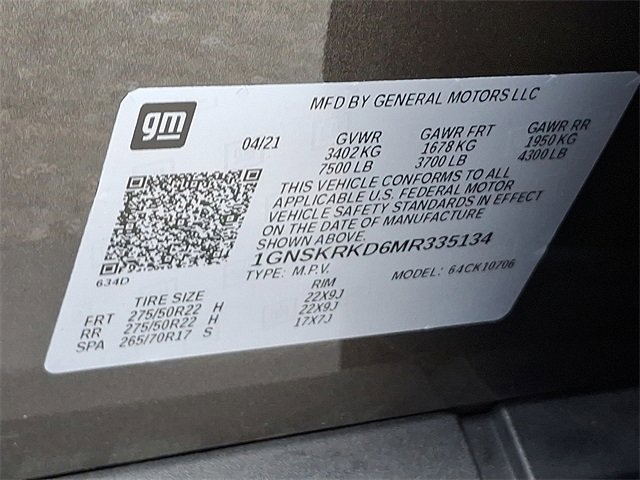 gm
MFD BY GENERAL MOTORS LLC
04/21 GVWR GAWR FRT GAWR RR
3402 KG 1678 KG 1950 KG
7500 LB 3700 LB 4300 LB
THIS VEHICLE CONFORMS TO ALL
APPLICABLE U.S. FEDERAL MOTOR
VEHICLE SAFETY STANDARDS IN EFFECT
ON THE DATE OF MANUFACTURE
SHOWN ABOVE.
1GNSKRKD6MR335134
634D
TYPE: M.P.V. MODEL: 64CK10706
TIRE SIZE RIM
FRT 275/50R22 H 22X9J
RR 275/50R22 H 22X9J
SPA 265/70R17 S 17X7J